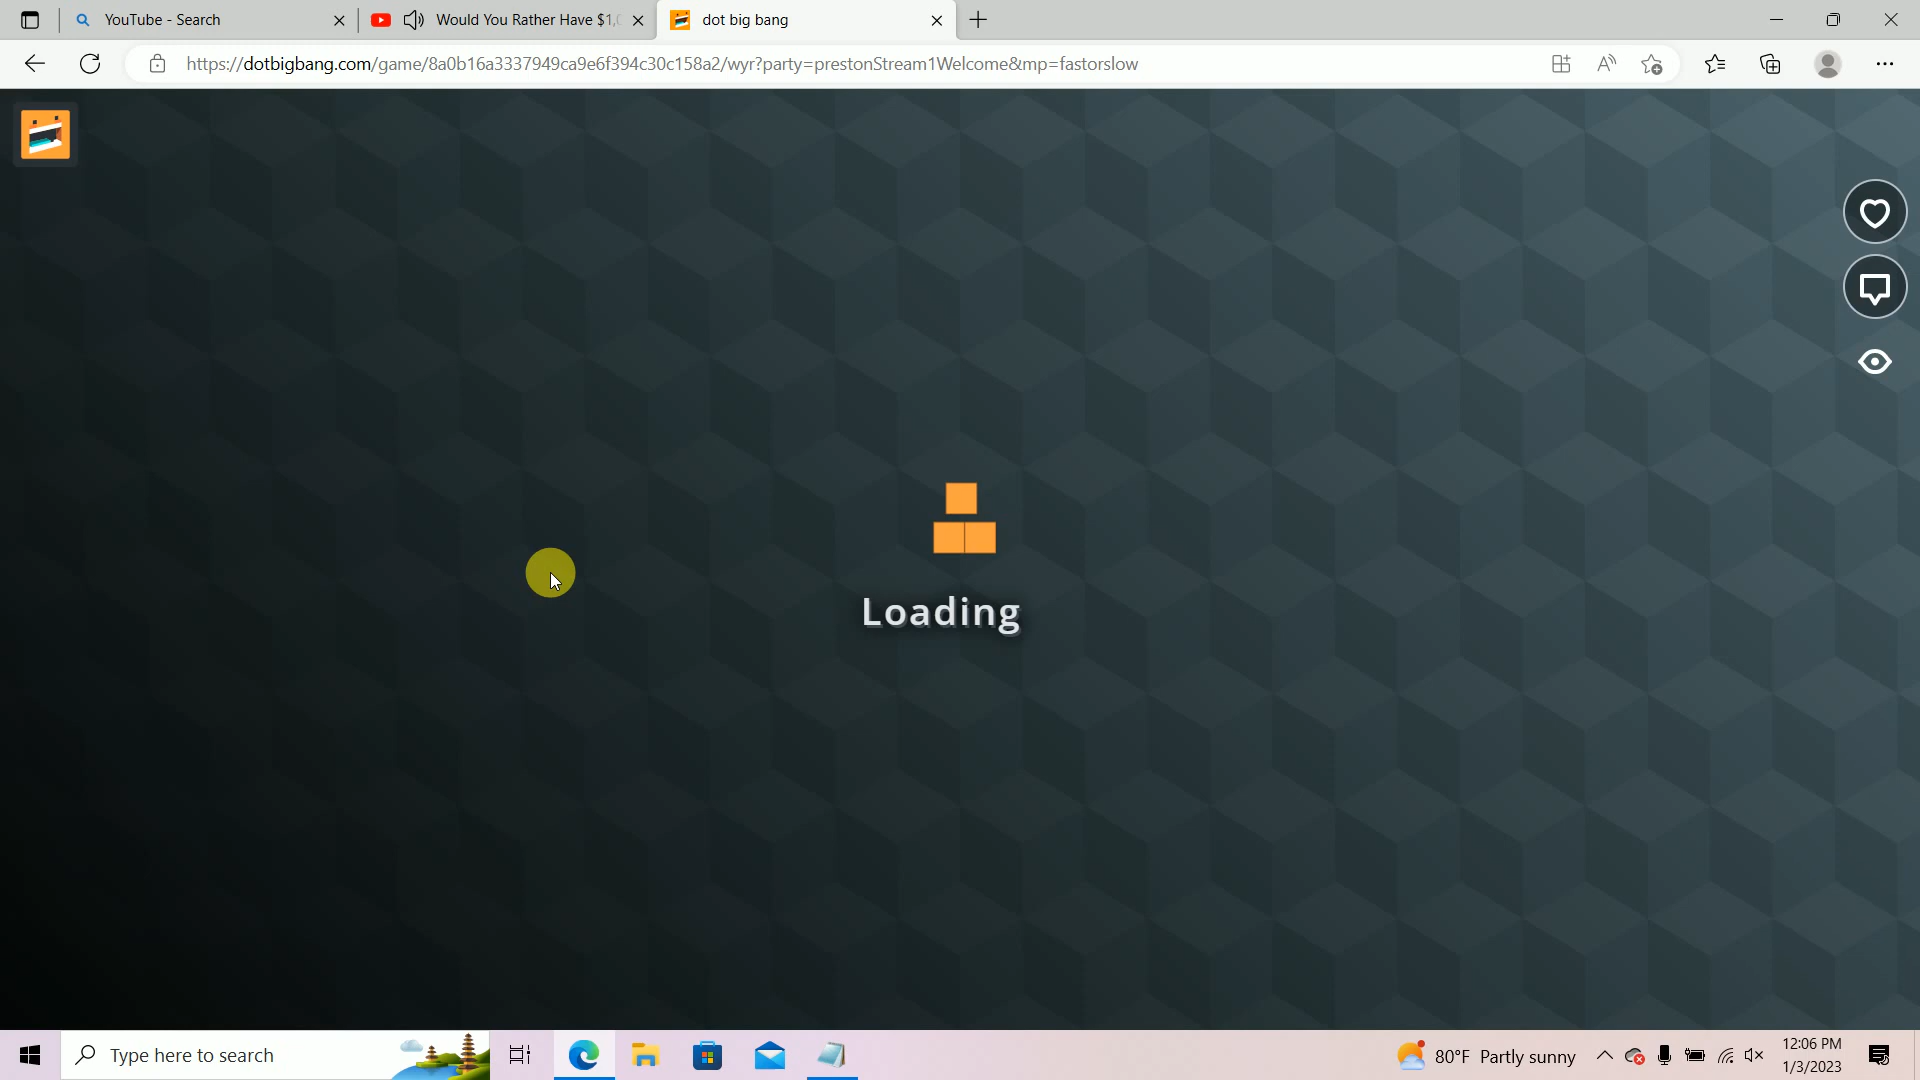 YouTube - Search
Would You Rather Have $1,0
dot big bang
https://dotbigbang.com/game/8a0b16a3337949ca9e6f394c30c158a2/wyr?party=prestonStream1Welcome&mp=fastorslow
Loading
Type here to search
80°F Partly sunny
12:06 PM
1/3/2023